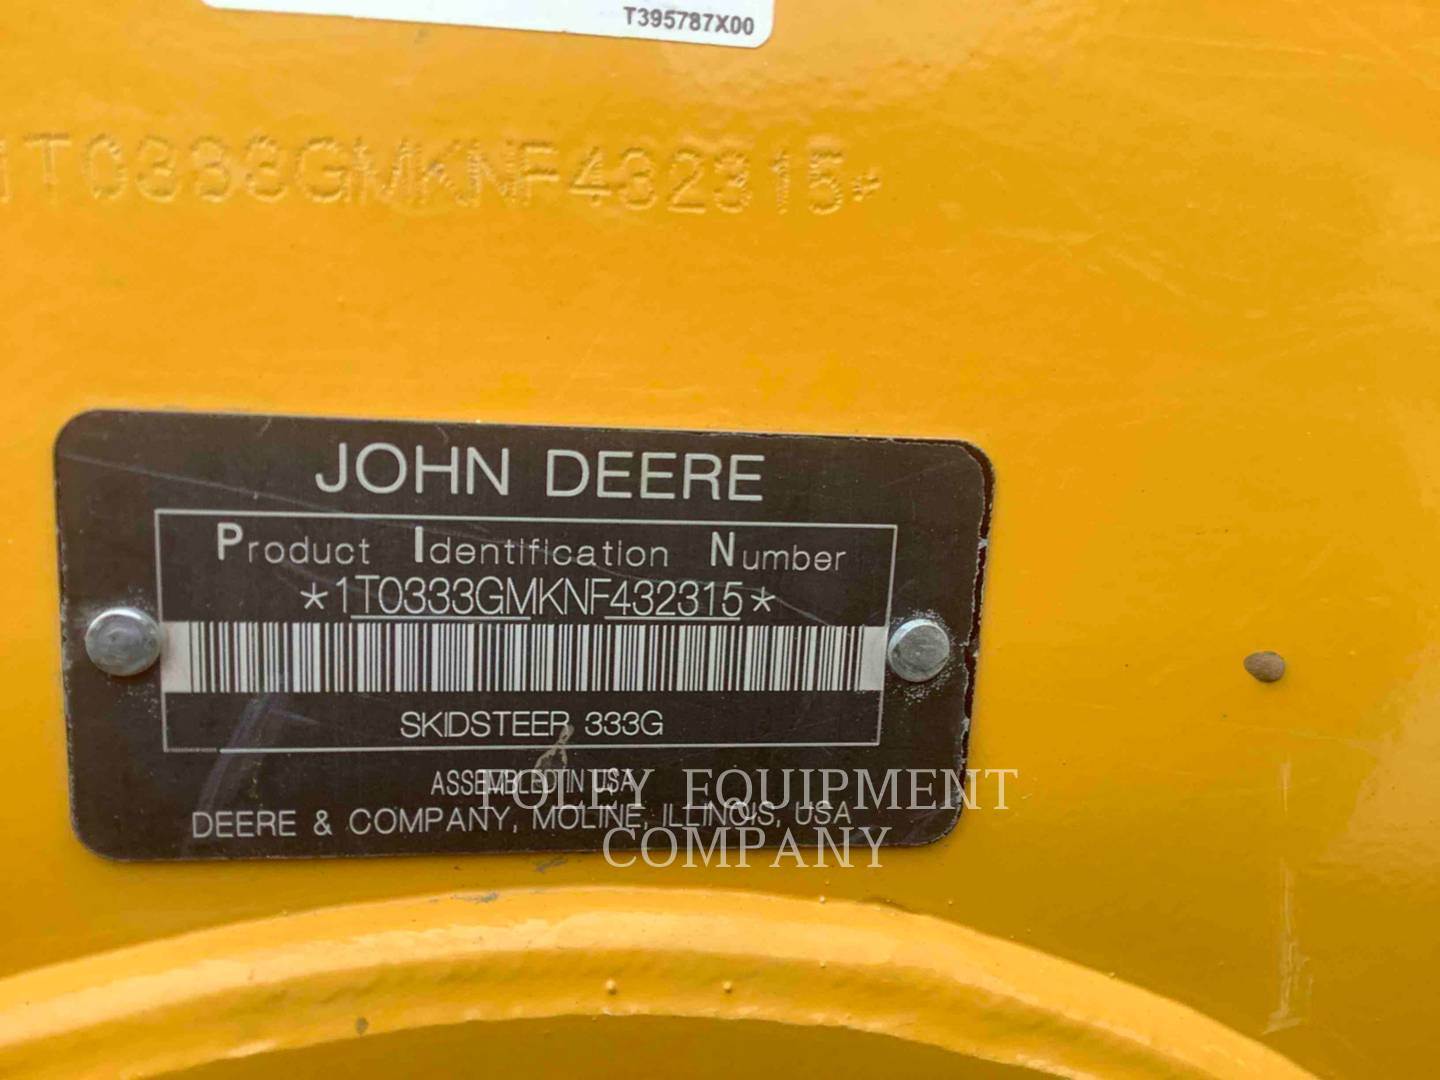 T395787X00
1T0333GMKNF432315*
JOHN DEERE
Product Identification Number
*1T0333GMKNF432315*
SKIDSTEER 333G
ASSEMBLED IN USA
DEERE & COMPANY, MOLINE, ILLINOIS, USA
FOLEY EQUIPMENT
COMPANY